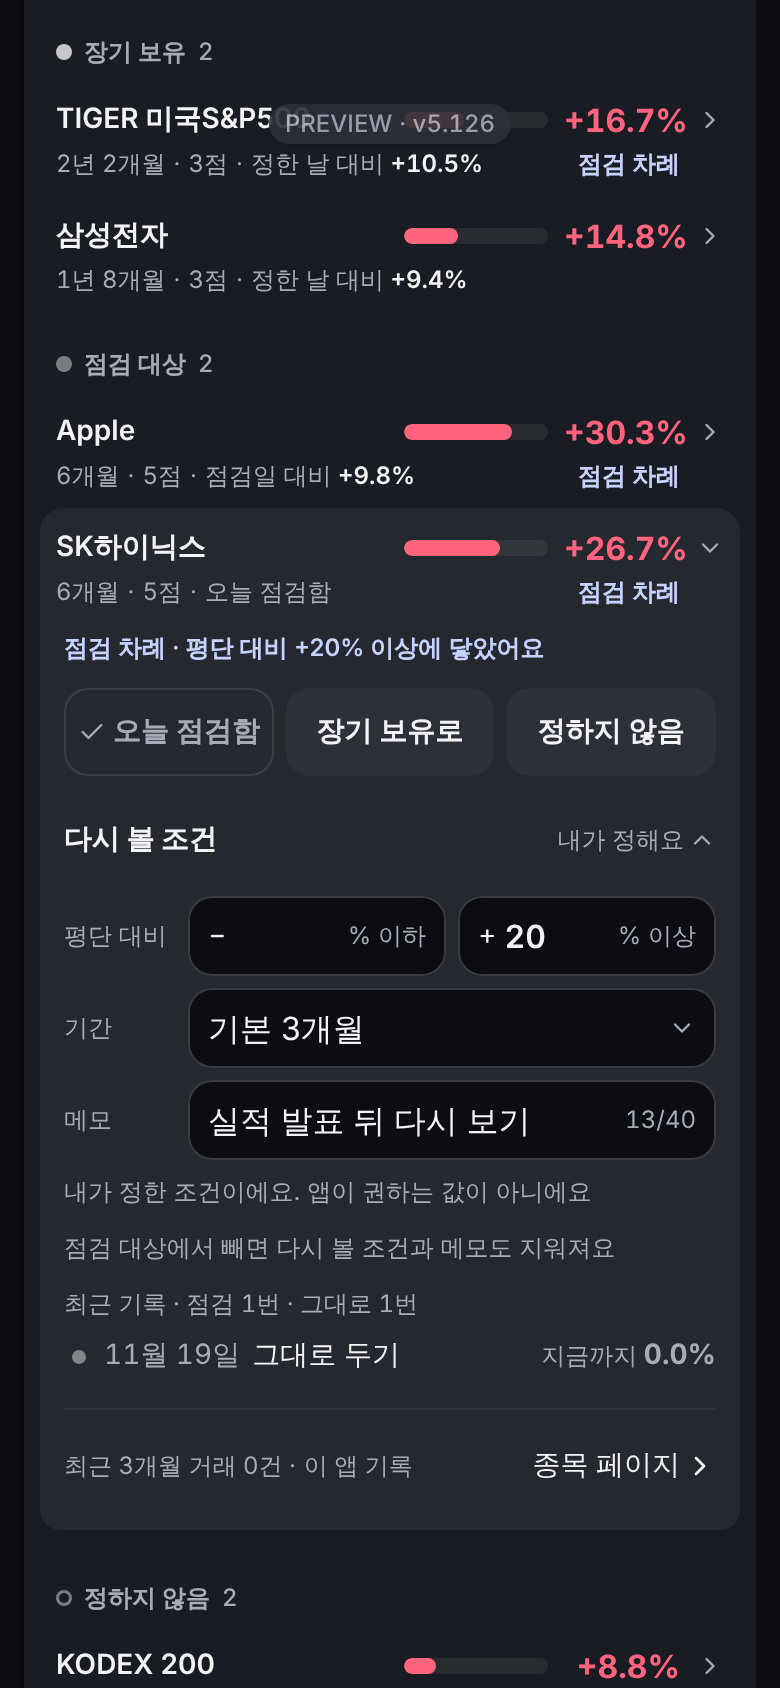 장기 보유 2
TIGER 미국S&P500
PREVIEW · v5.126
+16.7%
2년 2개월 · 3점 · 정한 날 대비 +10.5%
점검 차례
삼성전자
+14.8%
1년 8개월 · 3점 · 정한 날 대비 +9.4%
점검 대상 2
Apple
+30.3%
6개월 · 5점 · 점검일 대비 +9.8%
점검 차례
SK하이닉스
+26.7%
6개월 · 5점 · 오늘 점검함
점검 차례
점검 차례 · 평단 대비 +20% 이상에 닿았어요
오늘 점검함
장기 보유로
정하지 않음
다시 볼 조건
내가 정해요
평단 대비
− % 이하
+ 20 % 이상
기간
기본 3개월
메모
실적 발표 뒤 다시 보기
13/40
내가 정한 조건이에요. 앱이 권하는 값이 아니에요
점검 대상에서 빼면 다시 볼 조건과 메모도 지워져요
최근 기록 · 점검 1번 · 그대로 1번
11월 19일 그대로 두기
지금까지 0.0%
최근 3개월 거래 0건 · 이 앱 기록
종목 페이지
정하지 않음 2
KODEX 200
+8.8%